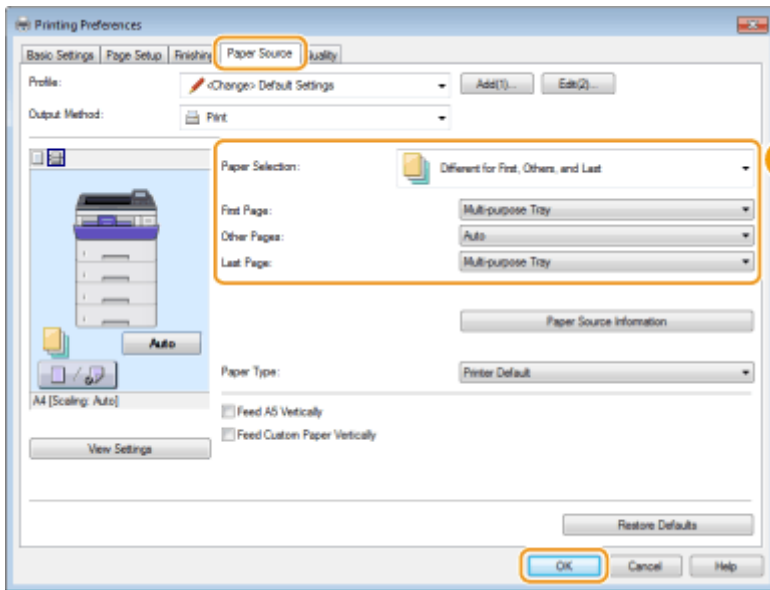 Printing Preferences
Basic Settings Page Setup Finishing Paper Source Quality
Profile: <Change> Default Settings Add(1)... Edit(2)...
Output Method: Print
Paper Selection: Different for First, Others, and Last
First Page: Multi-purpose Tray
Other Pages: Auto
Last Page: Multi-purpose Tray
Paper Source Information
Auto
Paper Type: Printer Default
A4 [Scaling: Auto]
Feed A5 Vertically
Feed Custom Paper Vertically
View Settings
Restore Defaults
OK Cancel Help